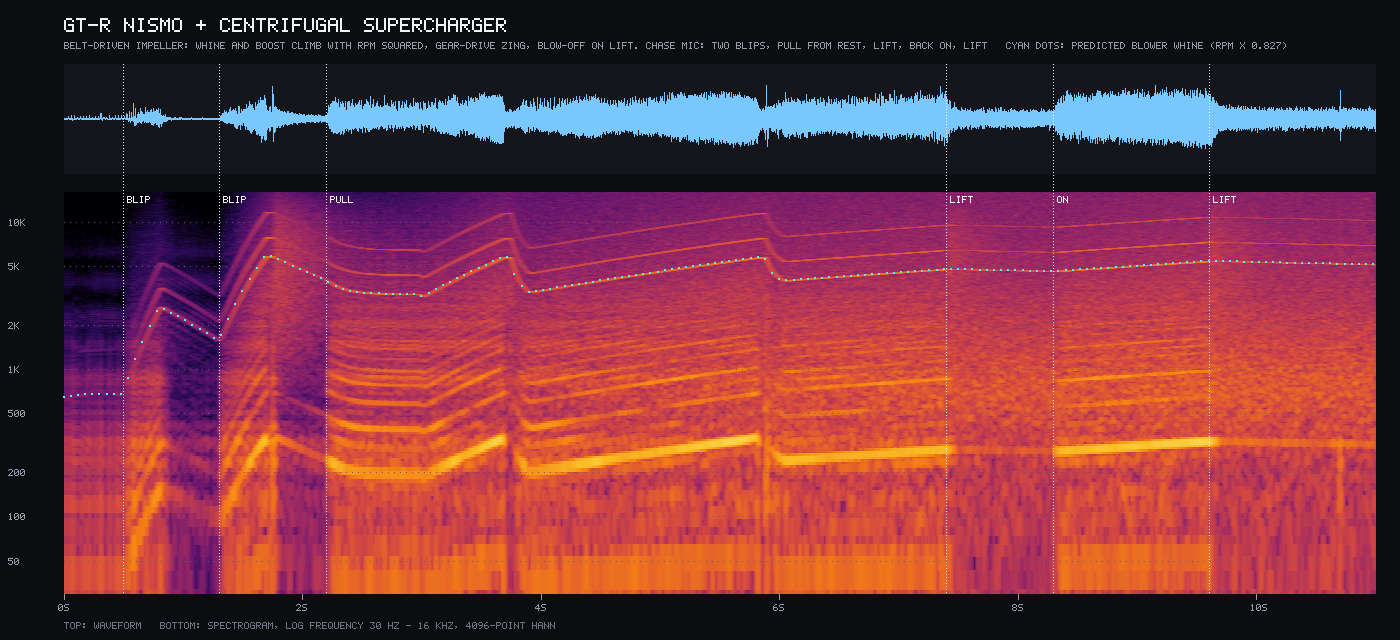 GT-R NISMO + CENTRIFUGAL SUPERCHARGER
BELT-DRIVEN IMPELLER: WHINE AND BOOST CLIMB WITH RPM SQUARED, GEAR-DRIVE ZING, BLOW-OFF ON LIFT. CHASE MIC: TWO BLIPS, PULL FROM REST, LIFT, BACK ON, LIFT   CYAN DOTS: PREDICTED BLOWER WHINE (RPM X 0.827)
BLIP BLIP PULL LIFT ON LIFT
10K
5K
2K
1K
500
200
100
50
0S 2S 4S 6S 8S 10S
TOP: WAVEFORM   BOTTOM: SPECTROGRAM, LOG FREQUENCY 30 HZ - 16 KHZ, 4096-POINT HANN